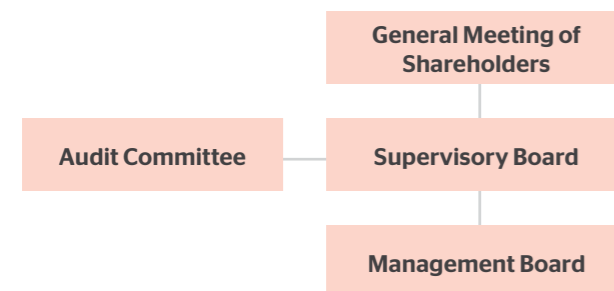 General Meeting of
Shareholders
Audit Committee
Supervisory Board
Management Board